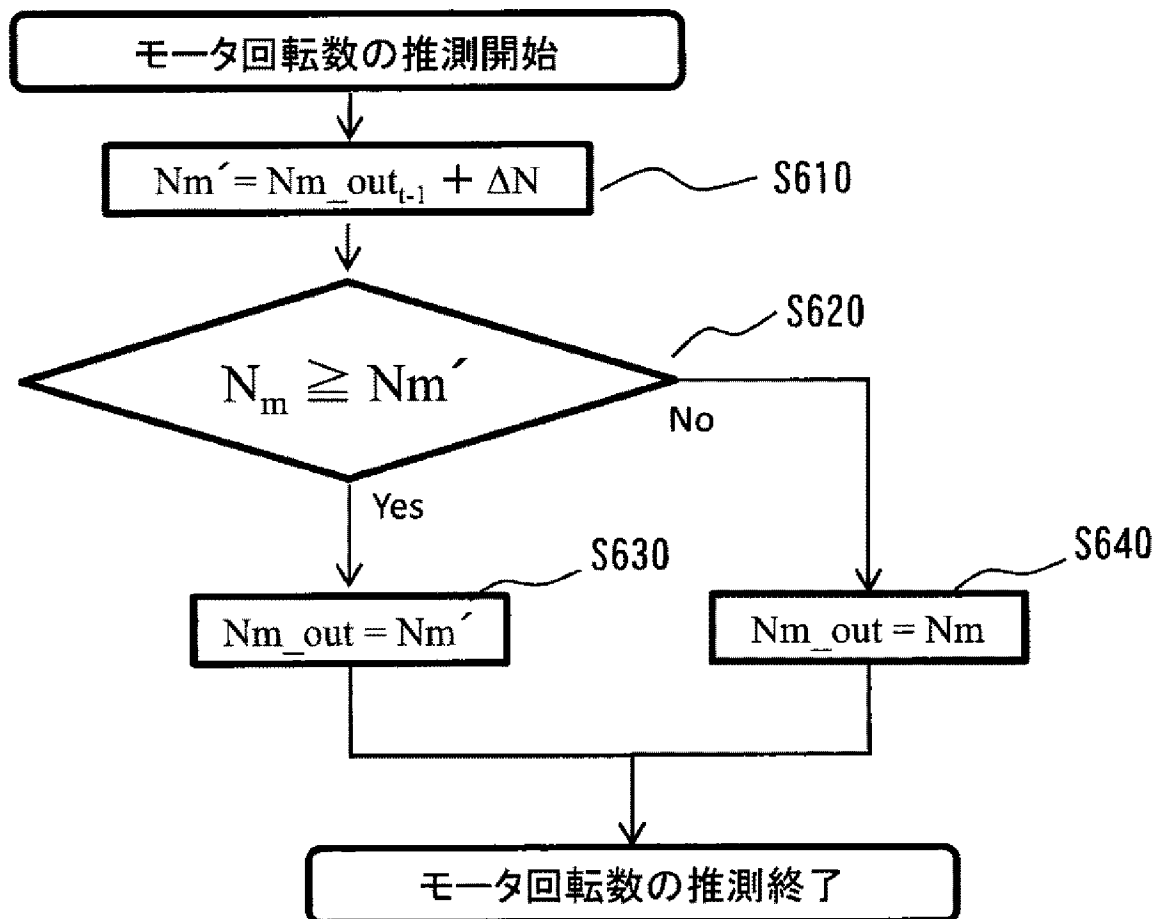 モータ回転数の推測開始
Nm´= Nm_outt-1 + ΔN
S610
S620
Nm ≧ Nm´
No
Yes
S630
S640
Nm_out = Nm´
Nm_out = Nm
モータ回転数の推測終了